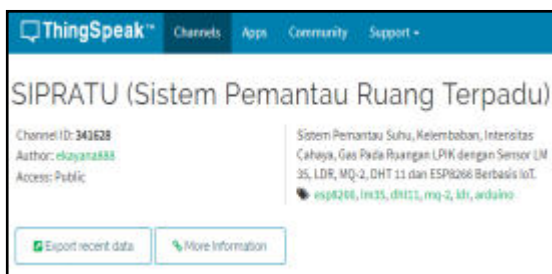 ThingSpeak™ Channels Apps Community Support
SIPRATU (Sistem Pemantau Ruang Terpadu)
Channel ID: 341628
Author: ekayana888
Access: Public
Sistem Pemantau Suhu, Kelembaban, Intensitas
Cahaya, Gas Pada Ruangan LPIK dengan Sensor LM
35, LDR, MQ-2, DHT 11 dan ESP8266 Berbasis IoT.
esp8266, lm35, dht11, mq-2, ldr, arduino
Export recent data More Information